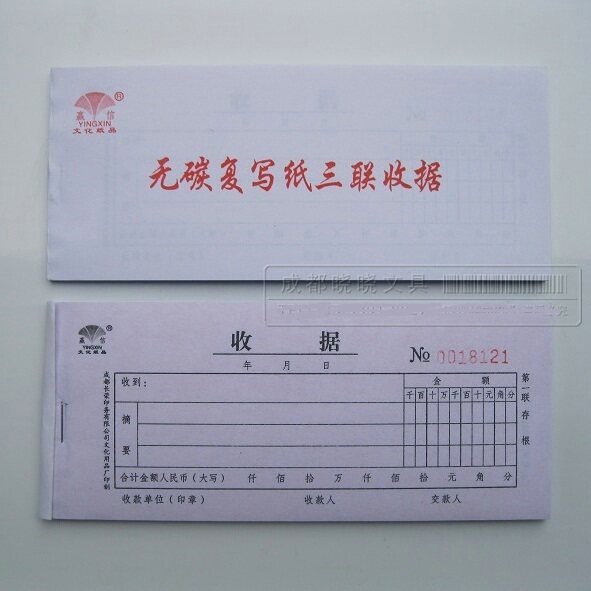 赢 信 ®
YINGXIN
文化纸品
无碳复写纸三联收据
成都晓晓文具
赢 信 ®
YINGXIN
文化纸品
收 据
年 月 日
No 0018121
收到:
金 额
千 百 十 万 千 百 十 元 角 分
摘要
合计金额人民币(大写) 仟 佰 拾 万 仟 佰 拾 元 角 分
收款单位(印章) 收款人 交款人
第一联存根
成都长荣印务有限公司文化用品厂印制